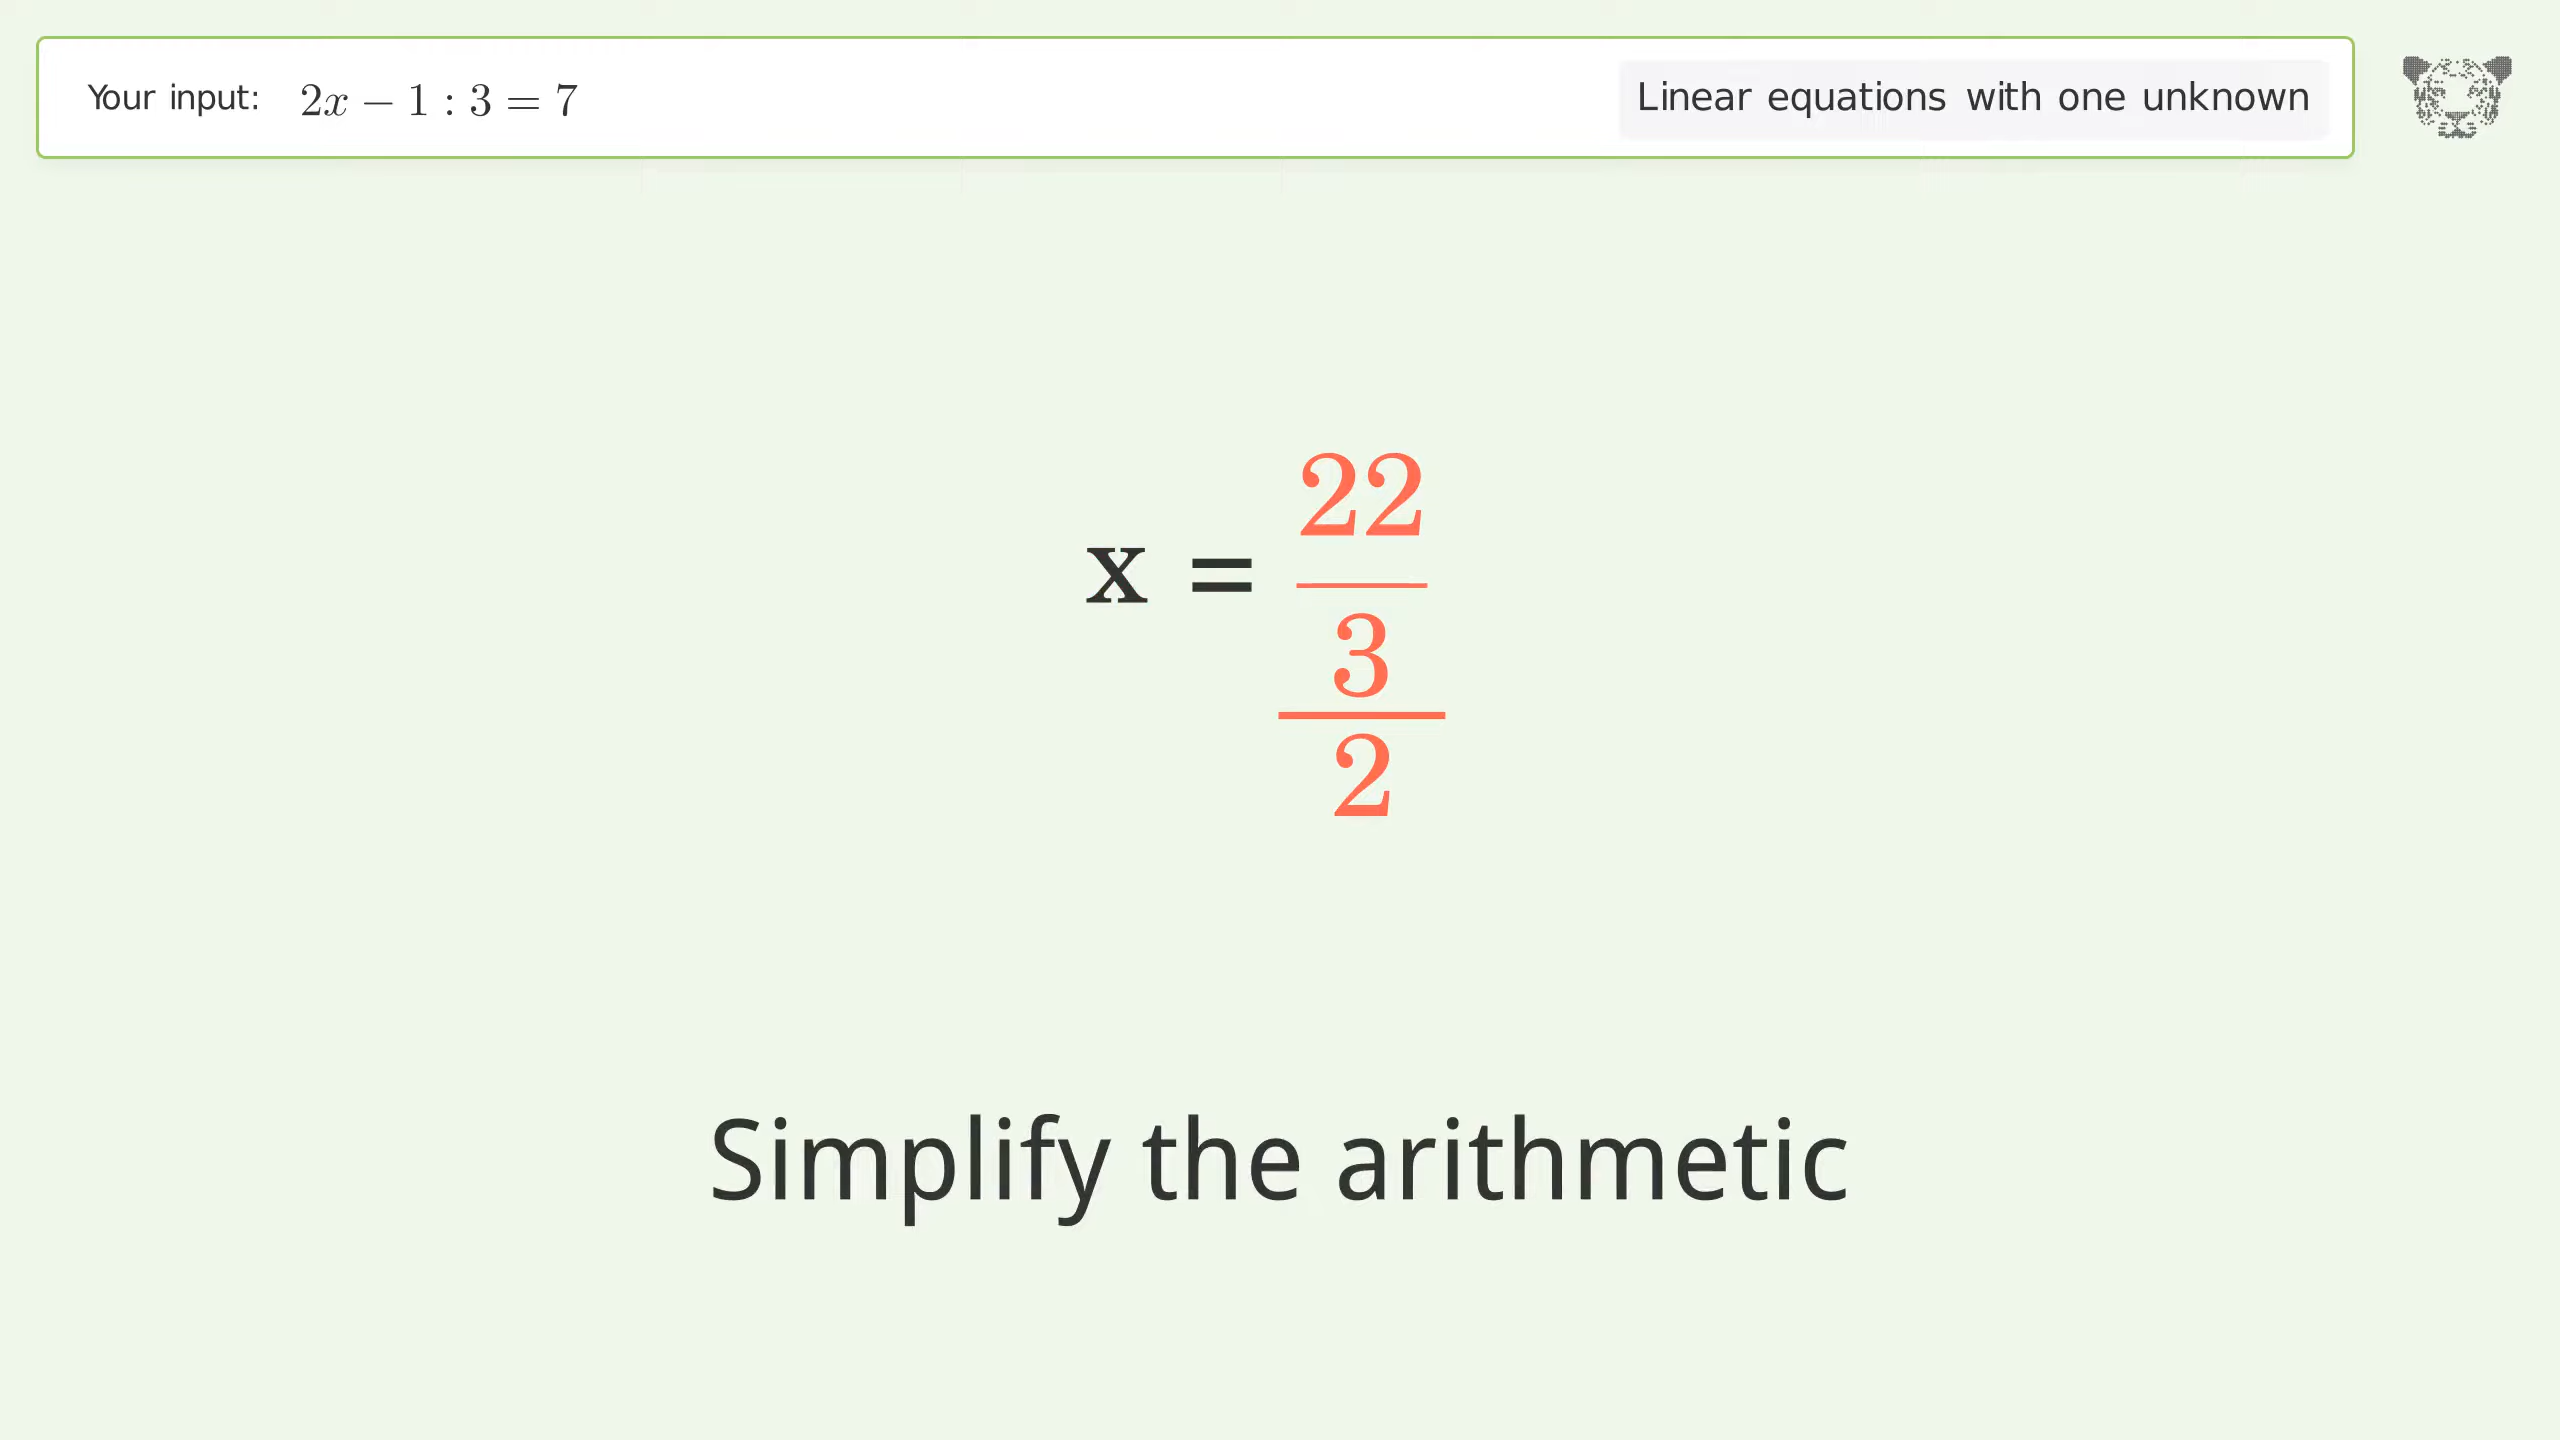 Your input: 2x − 1 : 3 = 7
Linear equations with one unknown
x = 22
3
2
Simplify the arithmetic